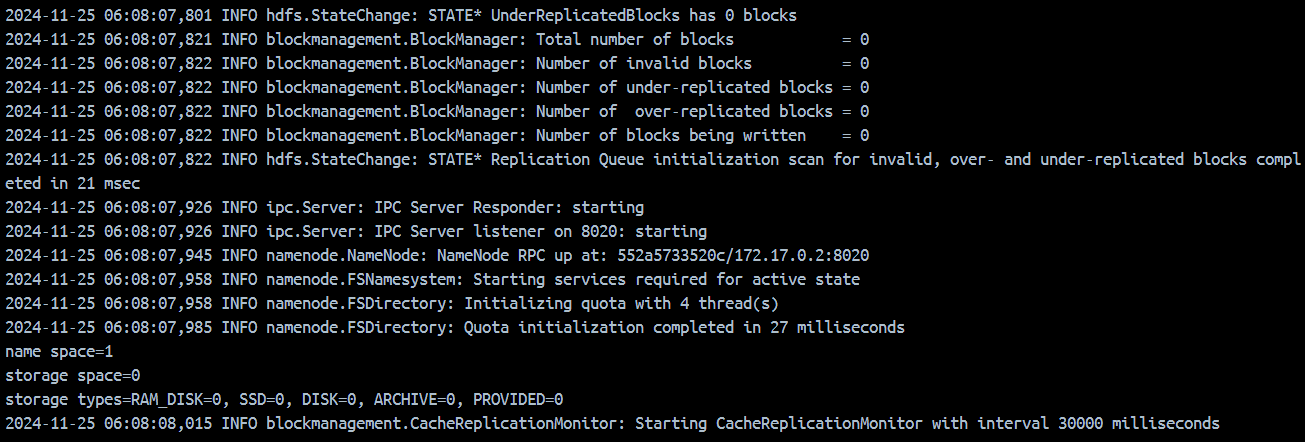 2024-11-25 06:08:07,801 INFO hdfs.StateChange: STATE* UnderReplicatedBlocks has 0 blocks
2024-11-25 06:08:07,821 INFO blockmanagement.BlockManager: Total number of blocks            = 0
2024-11-25 06:08:07,822 INFO blockmanagement.BlockManager: Number of invalid blocks          = 0
2024-11-25 06:08:07,822 INFO blockmanagement.BlockManager: Number of under-replicated blocks = 0
2024-11-25 06:08:07,822 INFO blockmanagement.BlockManager: Number of  over-replicated blocks = 0
2024-11-25 06:08:07,822 INFO blockmanagement.BlockManager: Number of blocks being written    = 0
2024-11-25 06:08:07,822 INFO hdfs.StateChange: STATE* Replication Queue initialization scan for invalid, over- and under-replicated blocks compl
eted in 21 msec
2024-11-25 06:08:07,926 INFO ipc.Server: IPC Server Responder: starting
2024-11-25 06:08:07,926 INFO ipc.Server: IPC Server listener on 8020: starting
2024-11-25 06:08:07,945 INFO namenode.NameNode: NameNode RPC up at: 552a5733520c/172.17.0.2:8020
2024-11-25 06:08:07,958 INFO namenode.FSNamesystem: Starting services required for active state
2024-11-25 06:08:07,958 INFO namenode.FSDirectory: Initializing quota with 4 thread(s)
2024-11-25 06:08:07,985 INFO namenode.FSDirectory: Quota initialization completed in 27 milliseconds
name space=1
storage space=0
storage types=RAM_DISK=0, SSD=0, DISK=0, ARCHIVE=0, PROVIDED=0
2024-11-25 06:08:08,015 INFO blockmanagement.CacheReplicationMonitor: Starting CacheReplicationMonitor with interval 30000 milliseconds